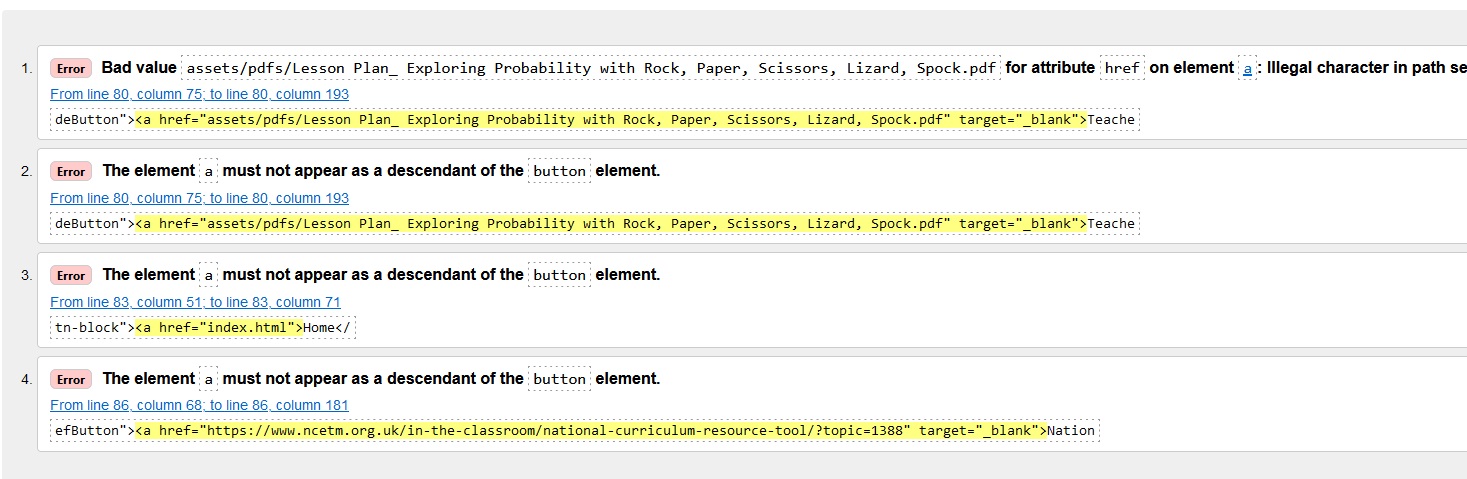 1. Error Bad value assets/pdfs/Lesson Plan_ Exploring Probability with Rock, Paper, Scissors, Lizard, Spock.pdf for attribute href on element a: Illegal character in path se
From line 80, column 75; to line 80, column 193
deButton"><a href="assets/pdfs/Lesson Plan_ Exploring Probability with Rock, Paper, Scissors, Lizard, Spock.pdf" target="_blank">Teache
2. Error The element a must not appear as a descendant of the button element.
From line 80, column 75; to line 80, column 193
deButton"><a href="assets/pdfs/Lesson Plan_ Exploring Probability with Rock, Paper, Scissors, Lizard, Spock.pdf" target="_blank">Teache
3. Error The element a must not appear as a descendant of the button element.
From line 83, column 51; to line 83, column 71
tn-block"><a href="index.html">Home</
4. Error The element a must not appear as a descendant of the button element.
From line 86, column 68; to line 86, column 181
efButton"><a href="https://www.ncetm.org.uk/in-the-classroom/national-curriculum-resource-tool/?topic=1388" target="_blank">Nation